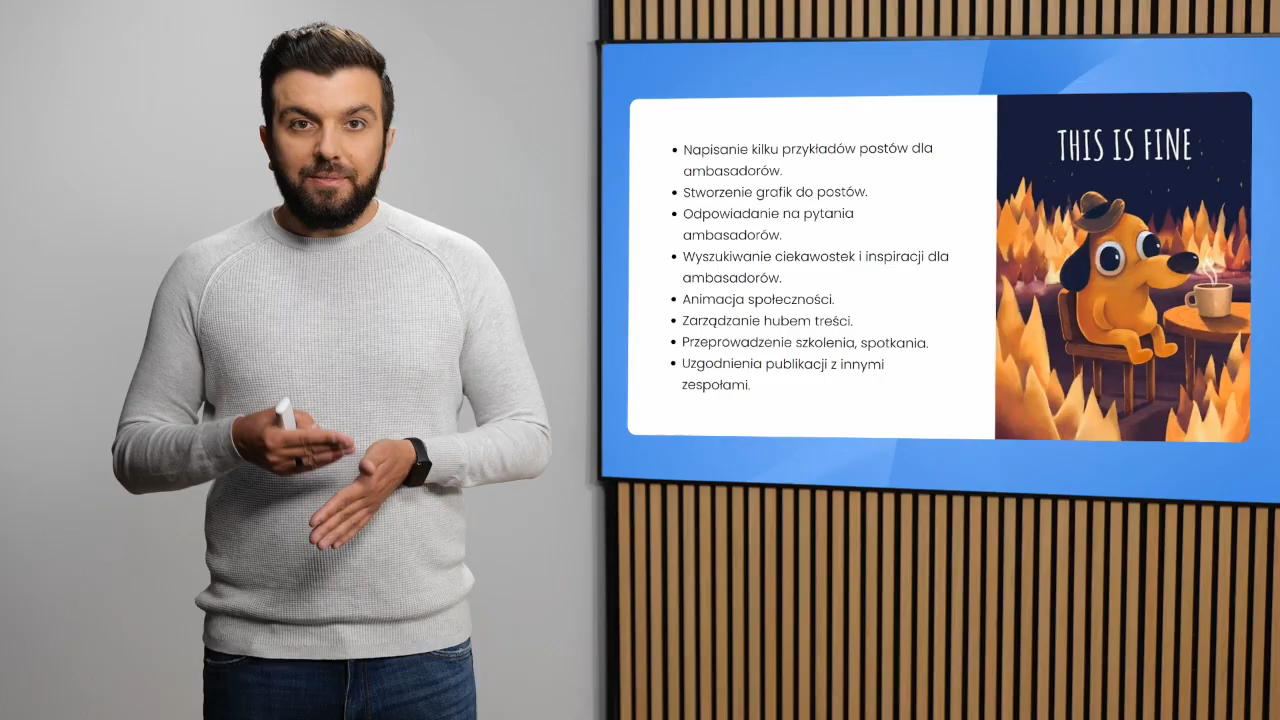 • Napisanie kilku przykładów postów dla
ambasadorów.
• Stworzenie grafik do postów.
• Odpowiadanie na pytania
ambasadorów.
• Wyszukiwanie ciekawostek i inspiracji dla
ambasadorów.
• Animacja społeczności.
• Zarządzanie hubem treści.
• Przeprowadzenie szkolenia, spotkania.
• Uzgodnienia publikacji z innymi
zespołami.
THIS IS FINE